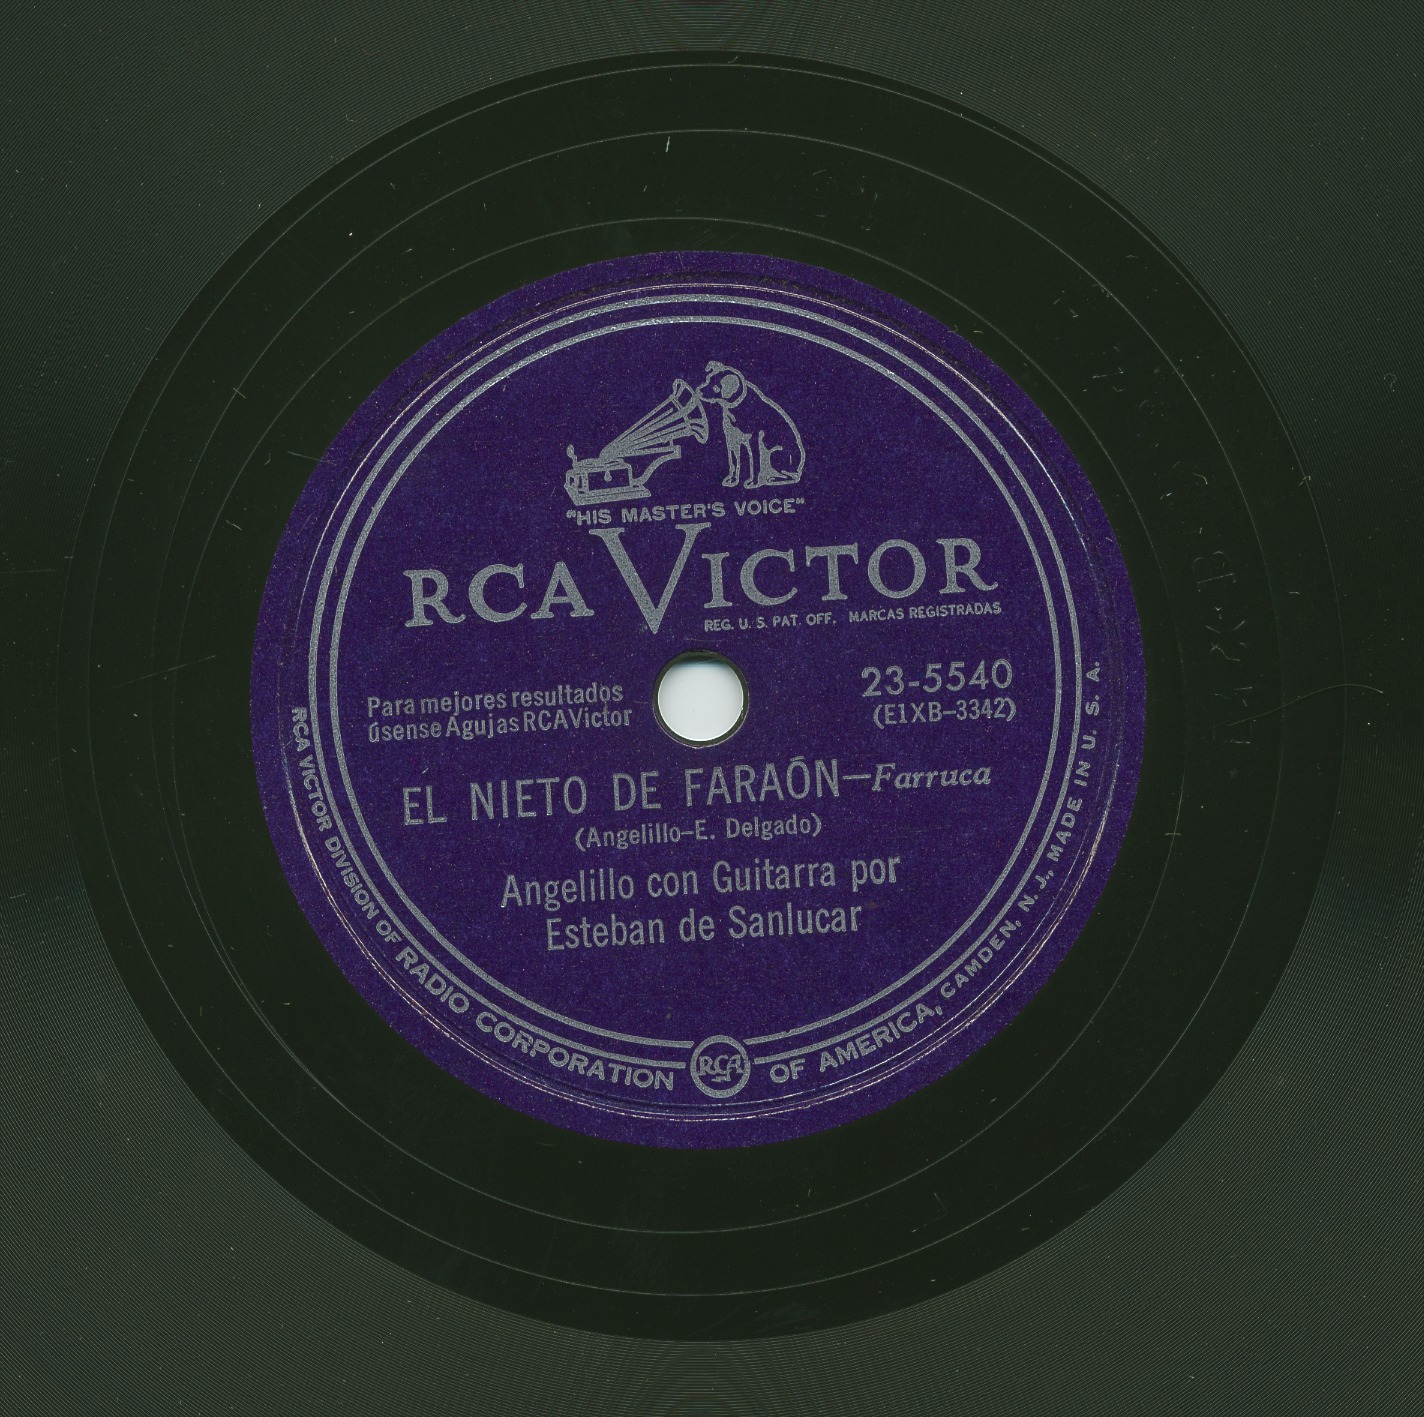 "HIS MASTER'S VOICE"
RCA VICTOR
REG. U. S. PAT. OFF. MARCAS REGISTRADAS
Para mejores resultados
úsense Agujas RCA Victor
23-5540
(E1XB-3342)
EL NIETO DE FARAÓN—Farruca
(Angelillo-E. Delgado)
Angelillo con Guitarra por
Esteban de Sanlucar
RCA VICTOR DIVISION OF RADIO CORPORATION OF AMERICA, CAMDEN, N. J., MADE IN U. S. A.
RCA